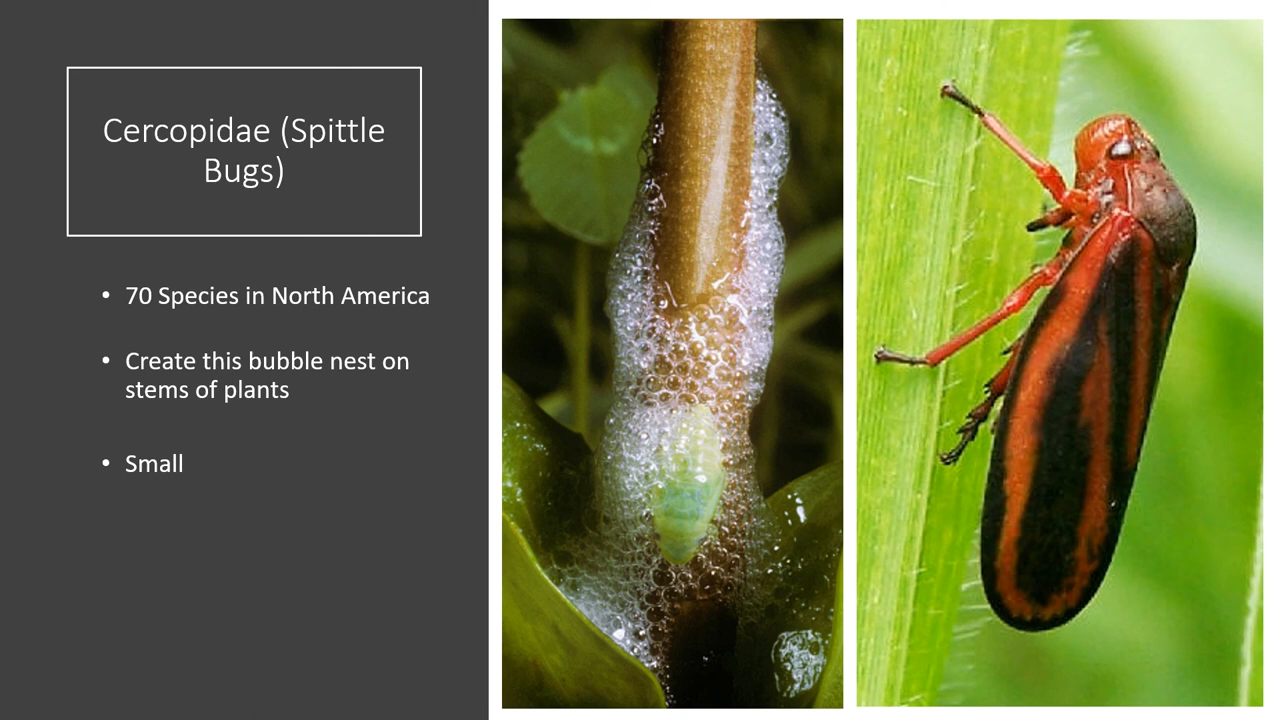 Cercopidae (Spittle
Bugs)
• 70 Species in North America
• Create this bubble nest on
stems of plants
• Small